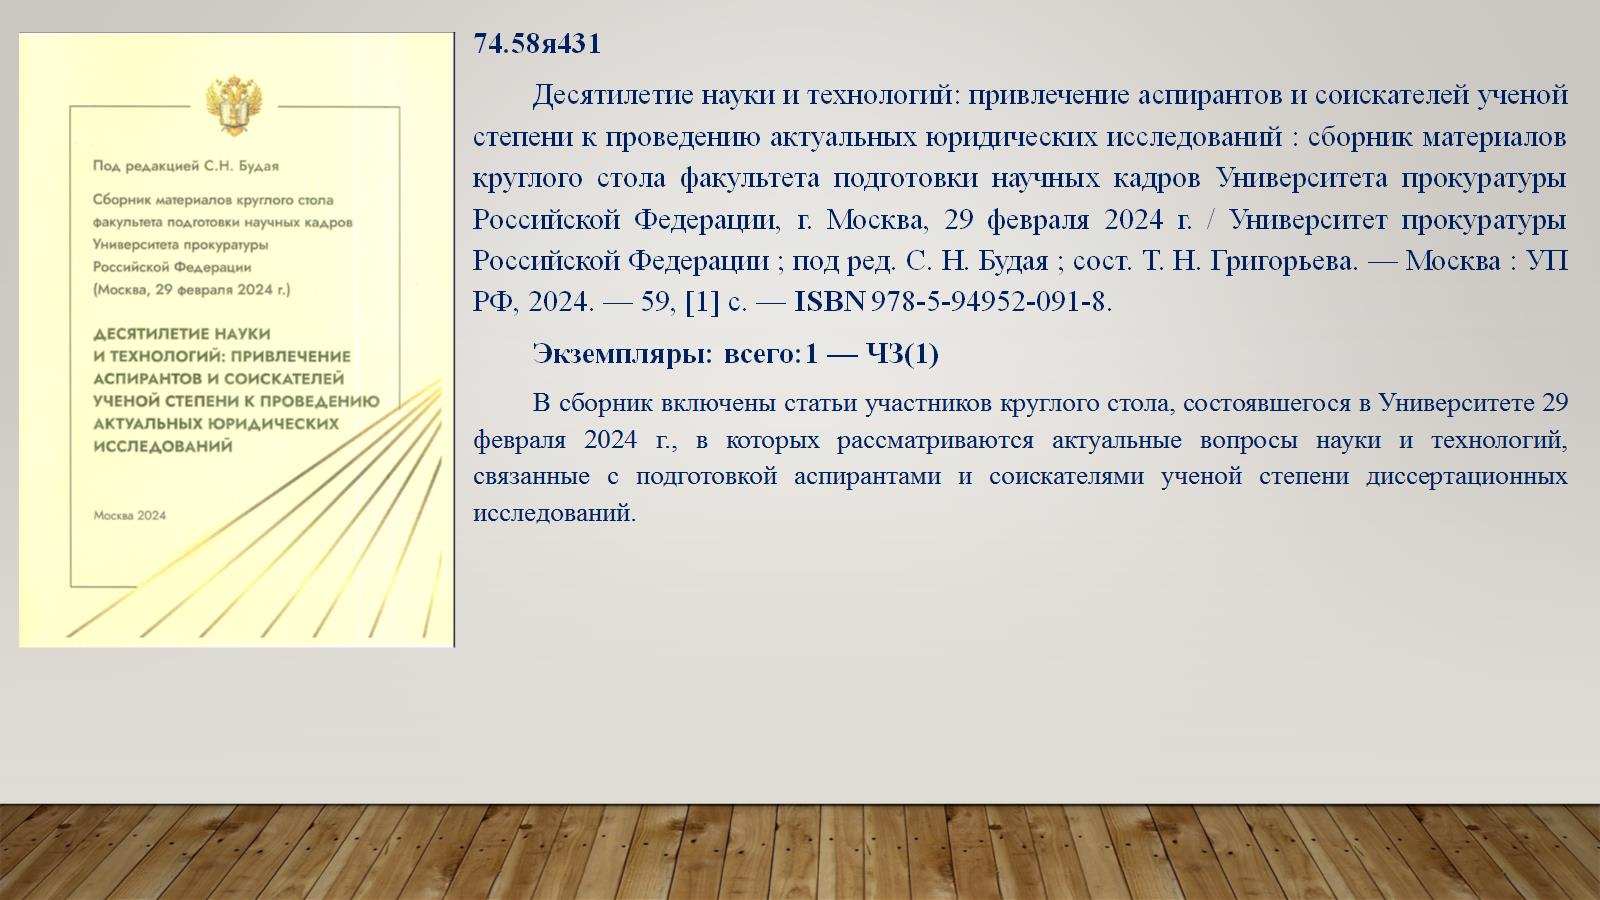 Под редакцией С.Н. Будая
Сборник материалов круглого стола
факультета подготовки научных кадров
Университета прокуратуры
Российской Федерации
(Москва, 29 февраля 2024 г.)
ДЕСЯТИЛЕТИЕ НАУКИ
И ТЕХНОЛОГИЙ: ПРИВЛЕЧЕНИЕ
АСПИРАНТОВ И СОИСКАТЕЛЕЙ
УЧЕНОЙ СТЕПЕНИ К ПРОВЕДЕНИЮ
АКТУАЛЬНЫХ ЮРИДИЧЕСКИХ
ИССЛЕДОВАНИЙ
Москва 2024
74.58я431
Десятилетие науки и технологий: привлечение аспирантов и соискателей ученой
степени к проведению актуальных юридических исследований : сборник материалов
круглого стола факультета подготовки научных кадров Университета прокуратуры
Российской Федерации, г. Москва, 29 февраля 2024 г. / Университет прокуратуры
Российской Федерации ; под ред. С. Н. Будая ; сост. Т. Н. Григорьева. — Москва : УП
РФ, 2024. — 59, [1] с. — ISBN 978-5-94952-091-8.
Экземпляры: всего:1 — ЧЗ(1)
В сборник включены статьи участников круглого стола, состоявшегося в Университете 29
февраля 2024 г., в которых рассматриваются актуальные вопросы науки и технологий,
связанные с подготовкой аспирантами и соискателями ученой степени диссертационных
исследований.